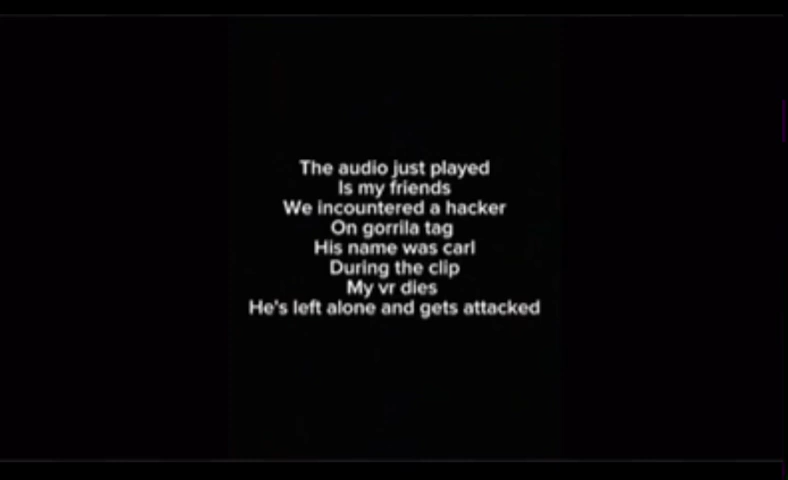 The audio just played
Is my friends
We incountered a hacker
On gorrila tag
His name was carl
During the clip
My vr dies
He's left alone and gets attacked